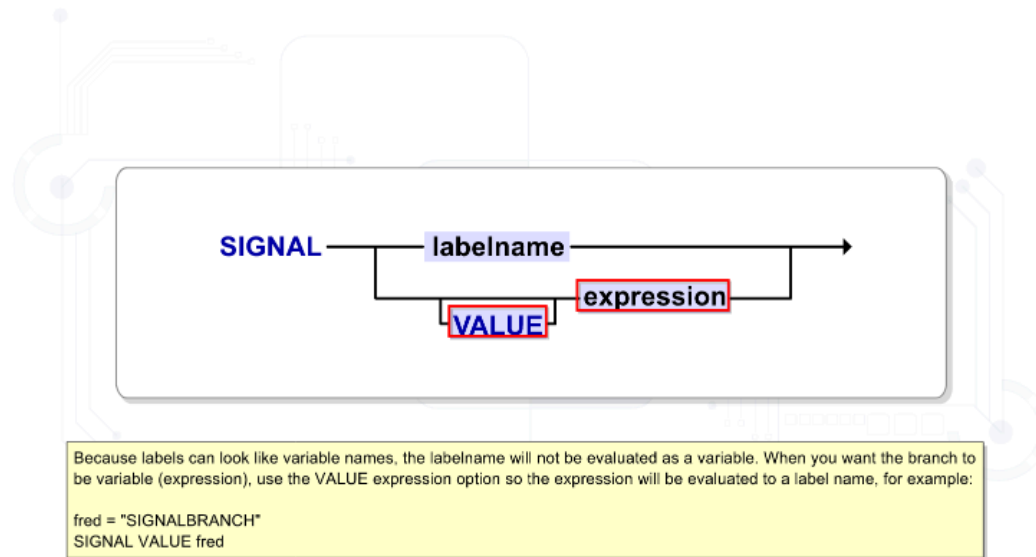 SIGNAL labelname
VALUE expression
Because labels can look like variable names, the labelname will not be evaluated as a variable. When you want the branch to
be variable (expression), use the VALUE expression option so the expression will be evaluated to a label name, for example:
fred = "SIGNALBRANCH"
SIGNAL VALUE fred